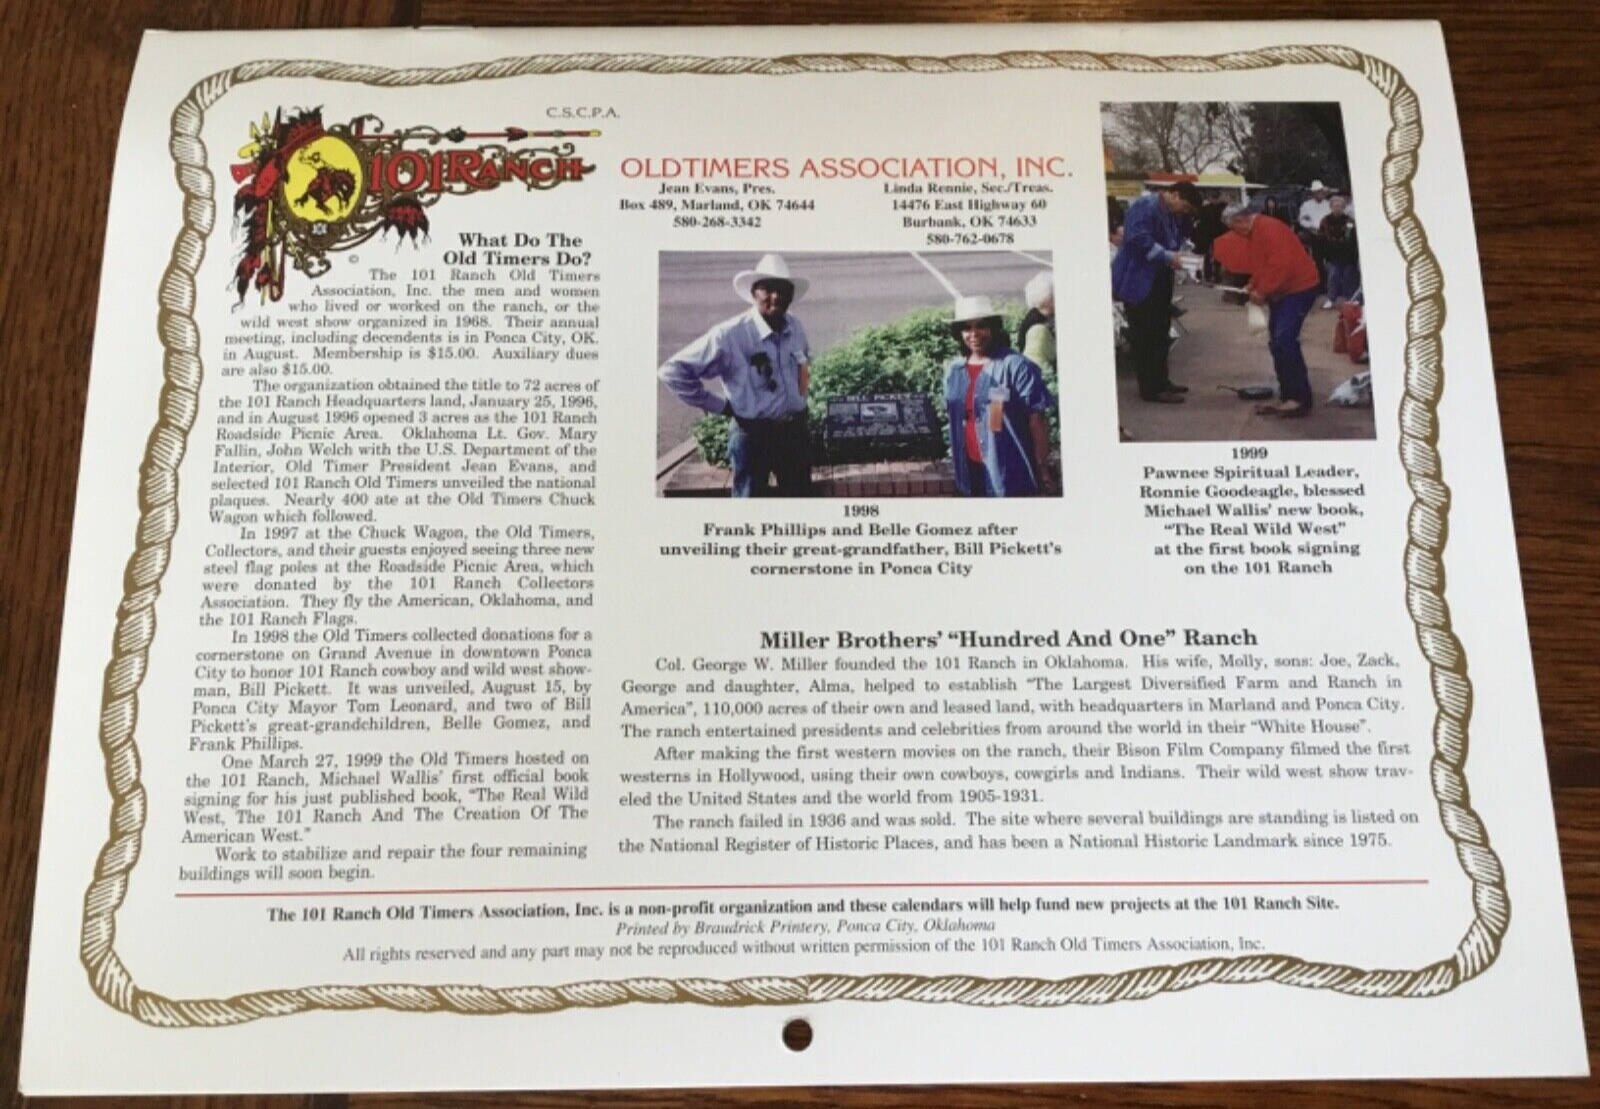 C.S.C.P.A.
101 RANCH
OLDTIMERS ASSOCIATION, INC.
Jean Evans, Pres.
Box 489, Marland, OK 74644
580-268-3342
Linda Rennie, Sec./Treas.
14476 East Highway 60
Burbank, OK 74633
580-762-0678
What Do The
Old Timers Do?
©
The 101 Ranch Old Timers
Association, Inc. the men and women
who lived or worked on the ranch, or the
wild west show organized in 1968. Their annual
meeting, including decendents is in Ponca City, OK.
in August. Membership is $15.00. Auxiliary dues
are also $15.00.
The organization obtained the title to 72 acres of
the 101 Ranch Headquarters land, January 25, 1996,
and in August 1996 opened 3 acres as the 101 Ranch
Roadside Picnic Area. Oklahoma Lt. Gov. Mary
Fallin, John Welch with the U.S. Department of the
Interior, Old Timer President Jean Evans, and
selected 101 Ranch Old Timers unveiled the national
plaques. Nearly 400 ate at the Old Timers Chuck
Wagon which followed.
In 1997 at the Chuck Wagon, the Old Timers,
Collectors, and their guests enjoyed seeing three new
steel flag poles at the Roadside Picnic Area, which
were donated by the 101 Ranch Collectors
Association. They fly the American, Oklahoma, and
the 101 Ranch Flags.
In 1998 the Old Timers collected donations for a
cornerstone on Grand Avenue in downtown Ponca
City to honor 101 Ranch cowboy and wild west show-
man, Bill Pickett. It was unveiled, August 15, by
Ponca City Mayor Tom Leonard, and two of Bill
Pickett's great-grandchildren, Belle Gomez, and
Frank Phillips.
One March 27, 1999 the Old Timers hosted on
the 101 Ranch, Michael Wallis' first official book
signing for his just published book, "The Real Wild
West, The 101 Ranch And The Creation Of The
American West."
Work to stabilize and repair the four remaining
buildings will soon begin.
BILL PICKETT
1998
Frank Phillips and Belle Gomez after
unveiling their great-grandfather, Bill Pickett's
cornerstone in Ponca City
1999
Pawnee Spiritual Leader,
Ronnie Goodeagle, blessed
Michael Wallis' new book,
"The Real Wild West"
at the first book signing
on the 101 Ranch
Miller Brothers' "Hundred And One" Ranch
Col. George W. Miller founded the 101 Ranch in Oklahoma. His wife, Molly, sons: Joe, Zack,
George and daughter, Alma, helped to establish "The Largest Diversified Farm and Ranch in
America", 110,000 acres of their own and leased land, with headquarters in Marland and Ponca City.
The ranch entertained presidents and celebrities from around the world in their "White House".
After making the first western movies on the ranch, their Bison Film Company filmed the first
westerns in Hollywood, using their own cowboys, cowgirls and Indians. Their wild west show trav-
eled the United States and the world from 1905-1931.
The ranch failed in 1936 and was sold. The site where several buildings are standing is listed on
the National Register of Historic Places, and has been a National Historic Landmark since 1975.
The 101 Ranch Old Timers Association, Inc. is a non-profit organization and these calendars will help fund new projects at the 101 Ranch Site.
Printed by Braudrick Printery, Ponca City, Oklahoma
All rights reserved and any part may not be reproduced without written permission of the 101 Ranch Old Timers Association, Inc.